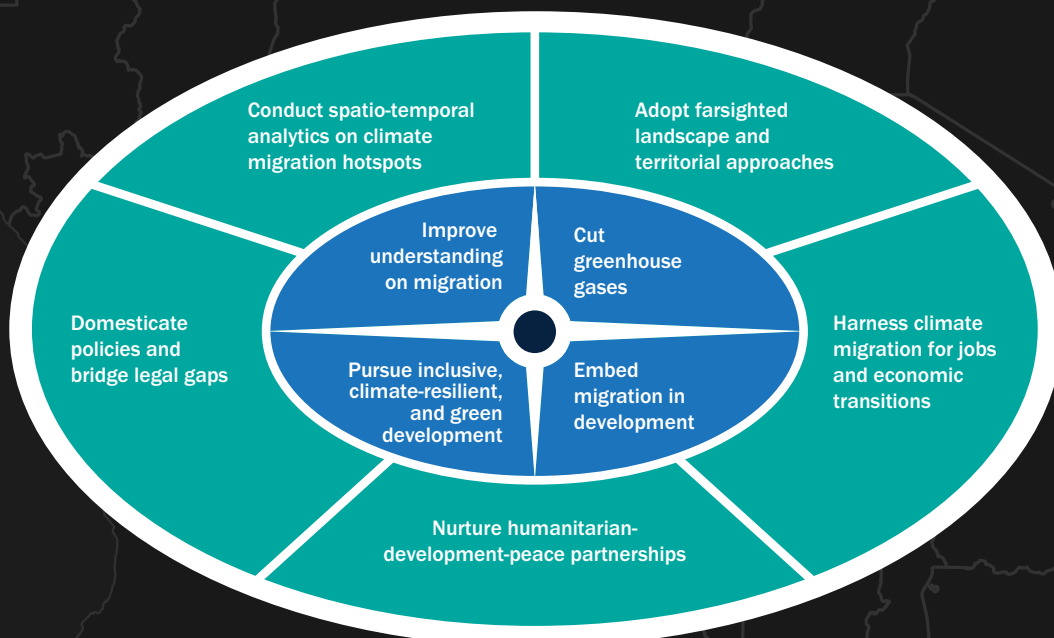 Conduct spatio-temporal
analytics on climate
migration hotspots
Adopt farsighted
landscape and
territorial approaches
Improve
understanding
on migration
Cut
greenhouse
gases
Domesticate
policies and
bridge legal gaps
Harness climate
migration for jobs
and economic
transitions
Pursue inclusive,
climate-resilient,
and green
development
Embed
migration in
development
Nurture humanitarian-
development-peace partnerships